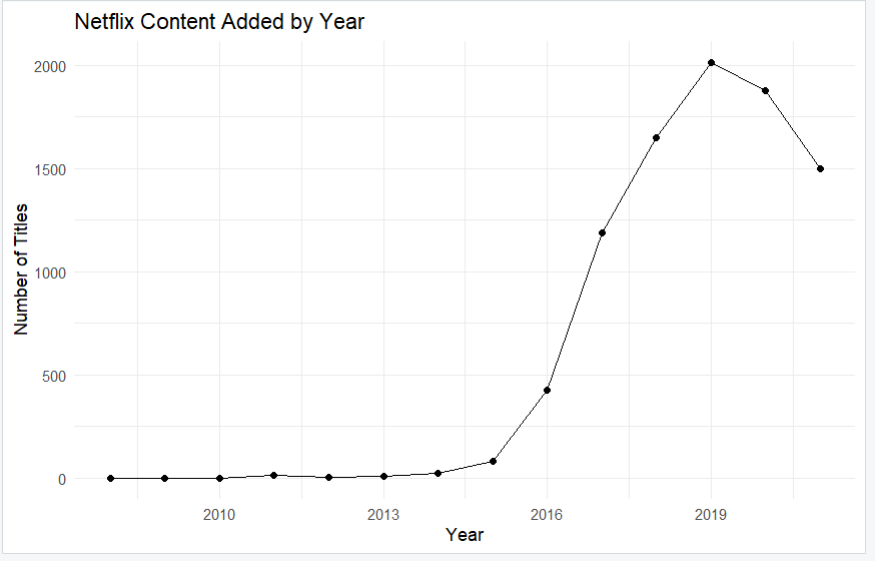 Netflix Content Added by Year
2000
1500
1000
500
0
Number of Titles
2010 2013 2016 2019
Year